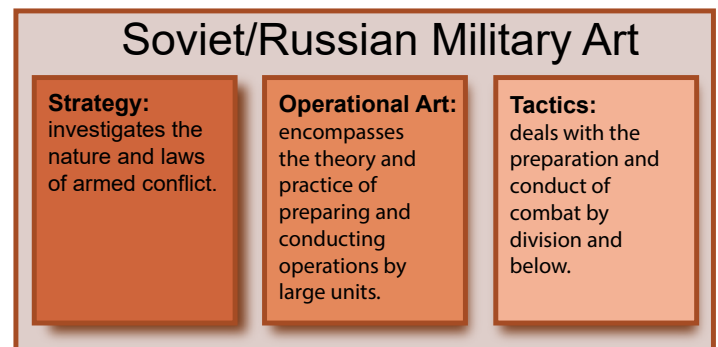 Soviet/Russian Military Art
Strategy:
investigates the
nature and laws
of armed conflict.
Operational Art:
encompasses
the theory and
practice of
preparing and
conducting
operations by
large units.
Tactics:
deals with the
preparation and
conduct of
combat by
division and
below.